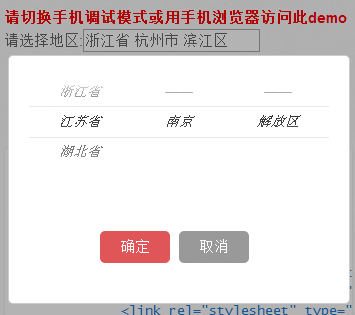 请切换手机调试模式或用手机浏览器访问此demo
请选择地区:浙江省 杭州市 滨江区
浙江省 —— ——
江苏省 南京 解放区
湖北省
确定 取消
<link rel="stylesheet" type="